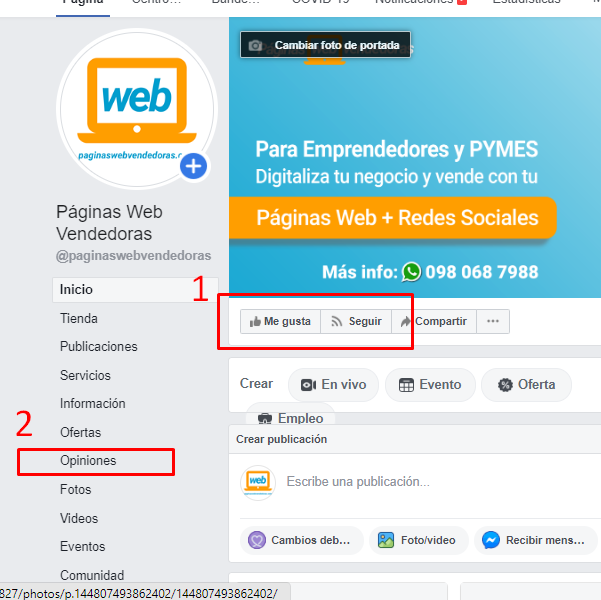 Página
Centro...
Bande...
COVID-19
Notificaciones
Estadísticas
Cambiar foto de portada
web
paginaswebvendedoras.c
Para Emprendedores y PYMES
Digitaliza tu negocio y vende con tu
Páginas Web + Redes Sociales
Más info: 098 068 7988
Páginas Web
Vendedoras
@paginaswebvendedoras
1
Inicio
Tienda
Publicaciones
Servicios
Información
Ofertas
2
Opiniones
Fotos
Videos
Eventos
Comunidad
Me gusta
Seguir
Compartir
...
Crear
En vivo
Evento
Oferta
Empleo
Crear publicación
web
Escribe una publicación...
Cambios deb...
Foto/video
Recibir mens...
827/photos/p.144807493862402/144807493862402/